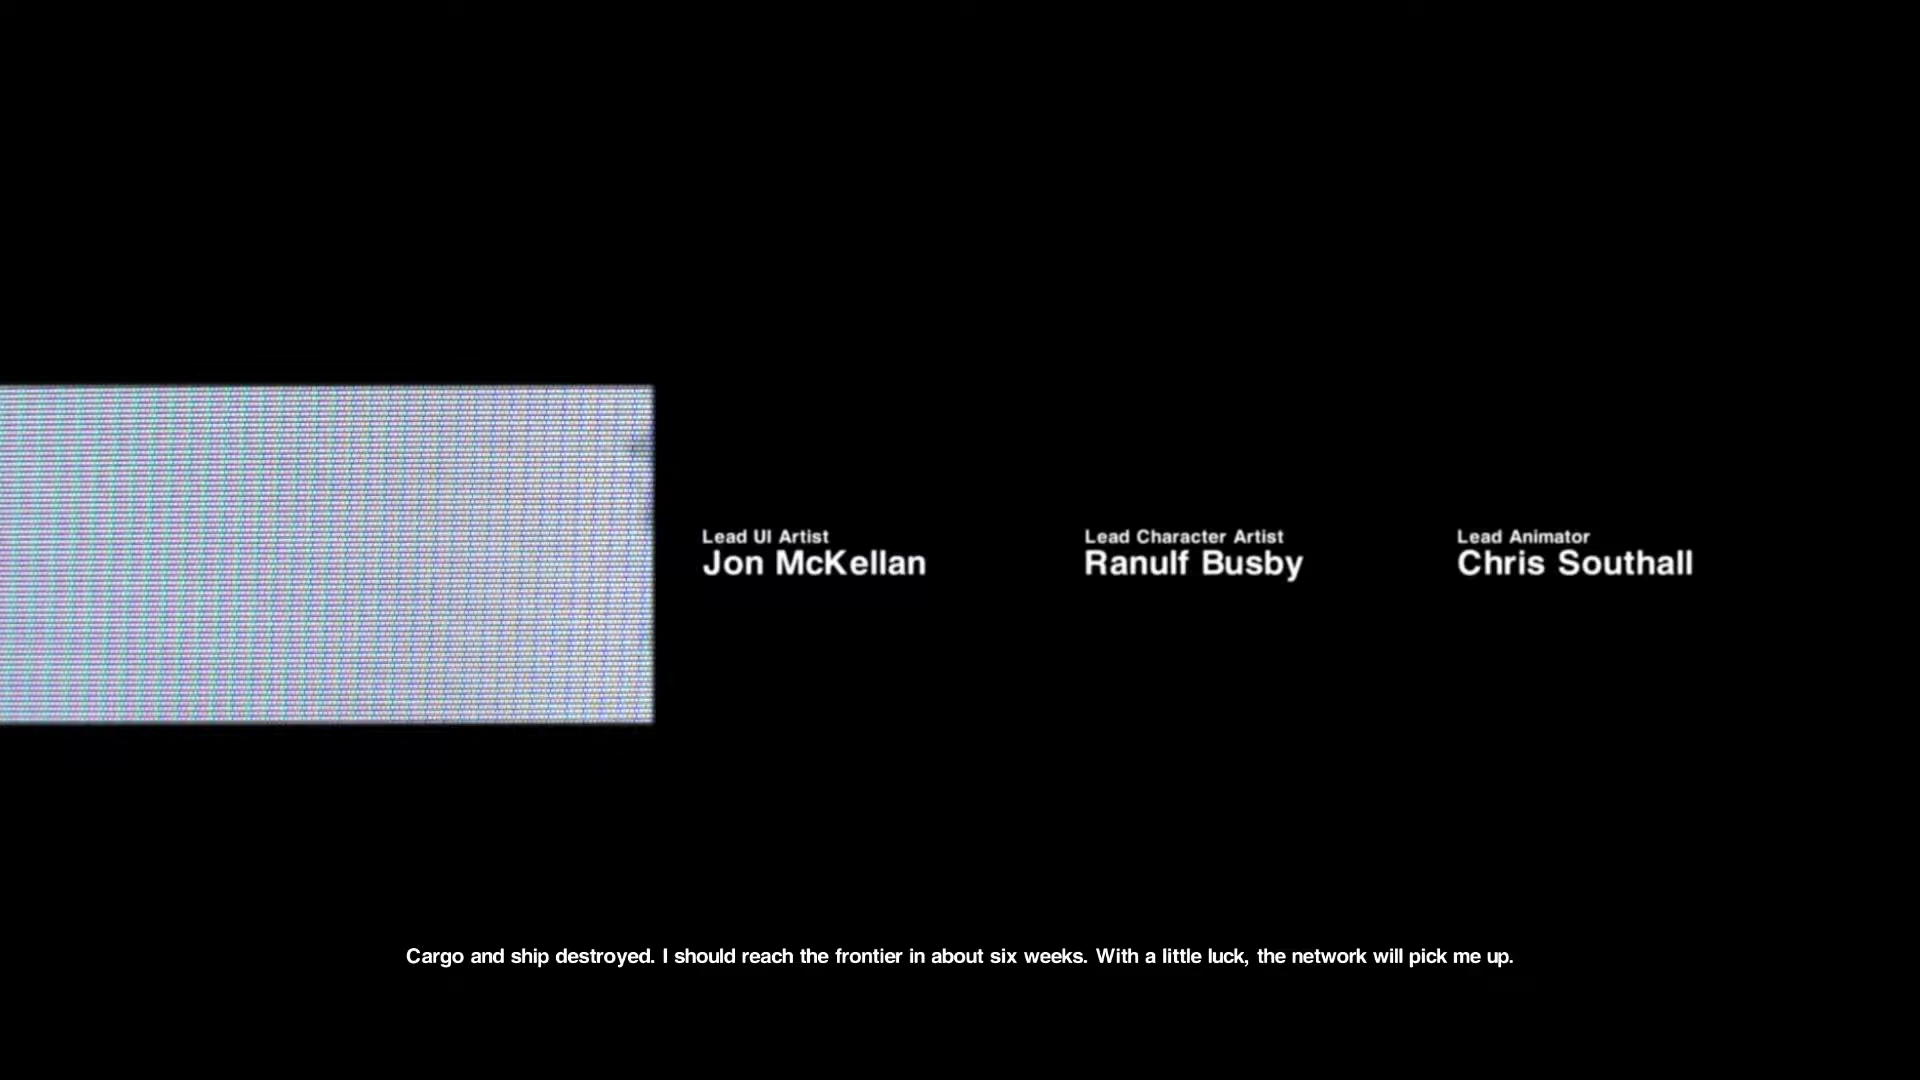 Lead UI Artist
Jon McKellan
Lead Character Artist
Ranulf Busby
Lead Animator
Chris Southall
Cargo and ship destroyed. I should reach the frontier in about six weeks. With a little luck, the network will pick me up.